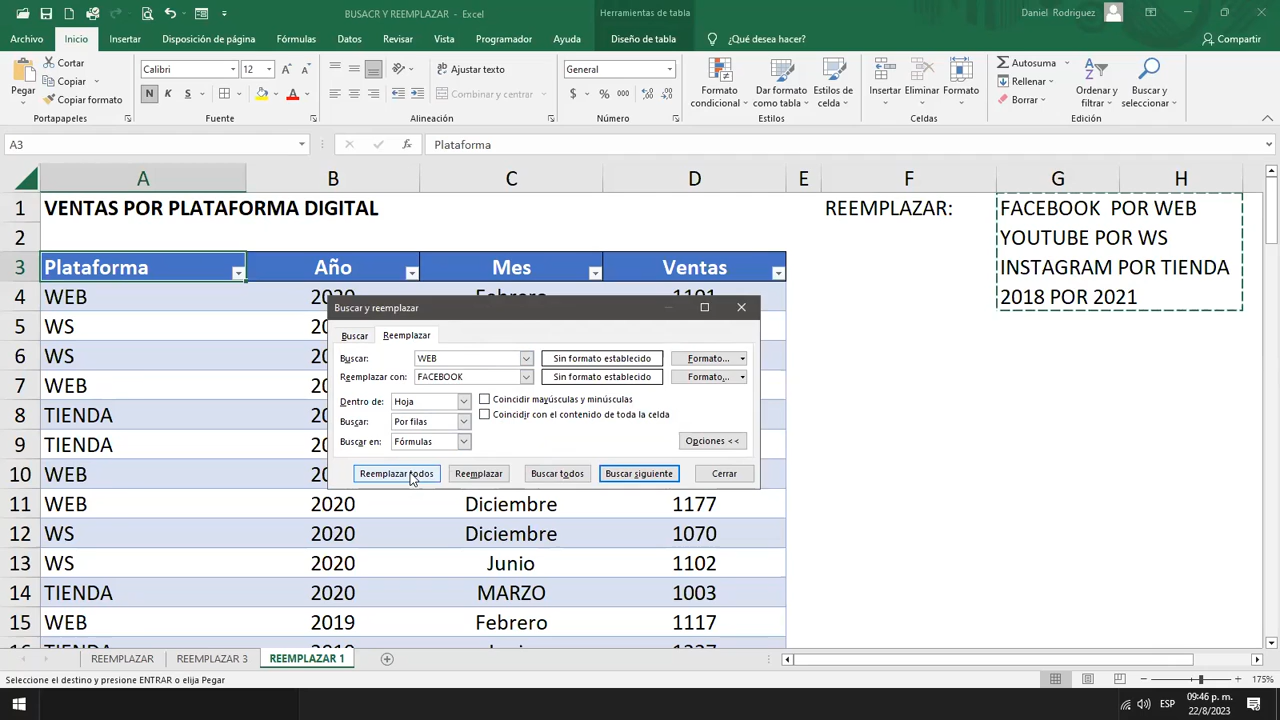 BUSACR Y REEMPLAZAR - Excel
Herramientas de tabla
Daniel Rodriguez
Archivo Inicio Insertar Disposición de página Fórmulas Datos Revisar Vista Programador Ayuda Diseño de tabla ¿Qué desea hacer? Compartir
Pegar
Cortar
Copiar
Copiar formato
Portapapeles
Calibri 12
N K S
Fuente
Ajustar texto
Combinar y centrar
Alineación
General
$ % 000
Número
Formato condicional
Dar formato como tabla
Estilos de celda
Estilos
Insertar Eliminar Formato
Celdas
Autosuma
Rellenar
Borrar
Ordenar y filtrar
Buscar y seleccionar
Edición
A3 fx Plataforma
A B C D E F G H
1 VENTAS POR PLATAFORMA DIGITAL REEMPLAZAR: FACEBOOK POR WEB
2 YOUTUBE POR WS
3 Plataforma Año Mes Ventas INSTAGRAM POR TIENDA
4 WEB 2018 POR 2021
5 WS
6 WS
7 WEB
8 TIENDA
9 TIENDA
10 WEB
11 WEB 2020 Diciembre 1177
12 WS 2020 Diciembre 1070
13 WS 2020 Junio 1102
14 TIENDA 2020 MARZO 1003
15 WEB 2019 Febrero 1117
16
Buscar y reemplazar
Buscar Reemplazar
Buscar: WEB Sin formato establecido Formato...
Reemplazar con: FACEBOOK Sin formato establecido Formato...
Dentro de: Hoja Coincidir mayúsculas y minúsculas
Buscar: Por filas Coincidir con el contenido de toda la celda
Buscar en: Fórmulas Opciones <<
Reemplazar todos Reemplazar Buscar todos Buscar siguiente Cerrar
REEMPLAZAR REEMPLAZAR 3 REEMPLAZAR 1
Seleccione el destino y presione ENTRAR o elija Pegar 175%
ESP
09:46 p. m.
22/8/2023